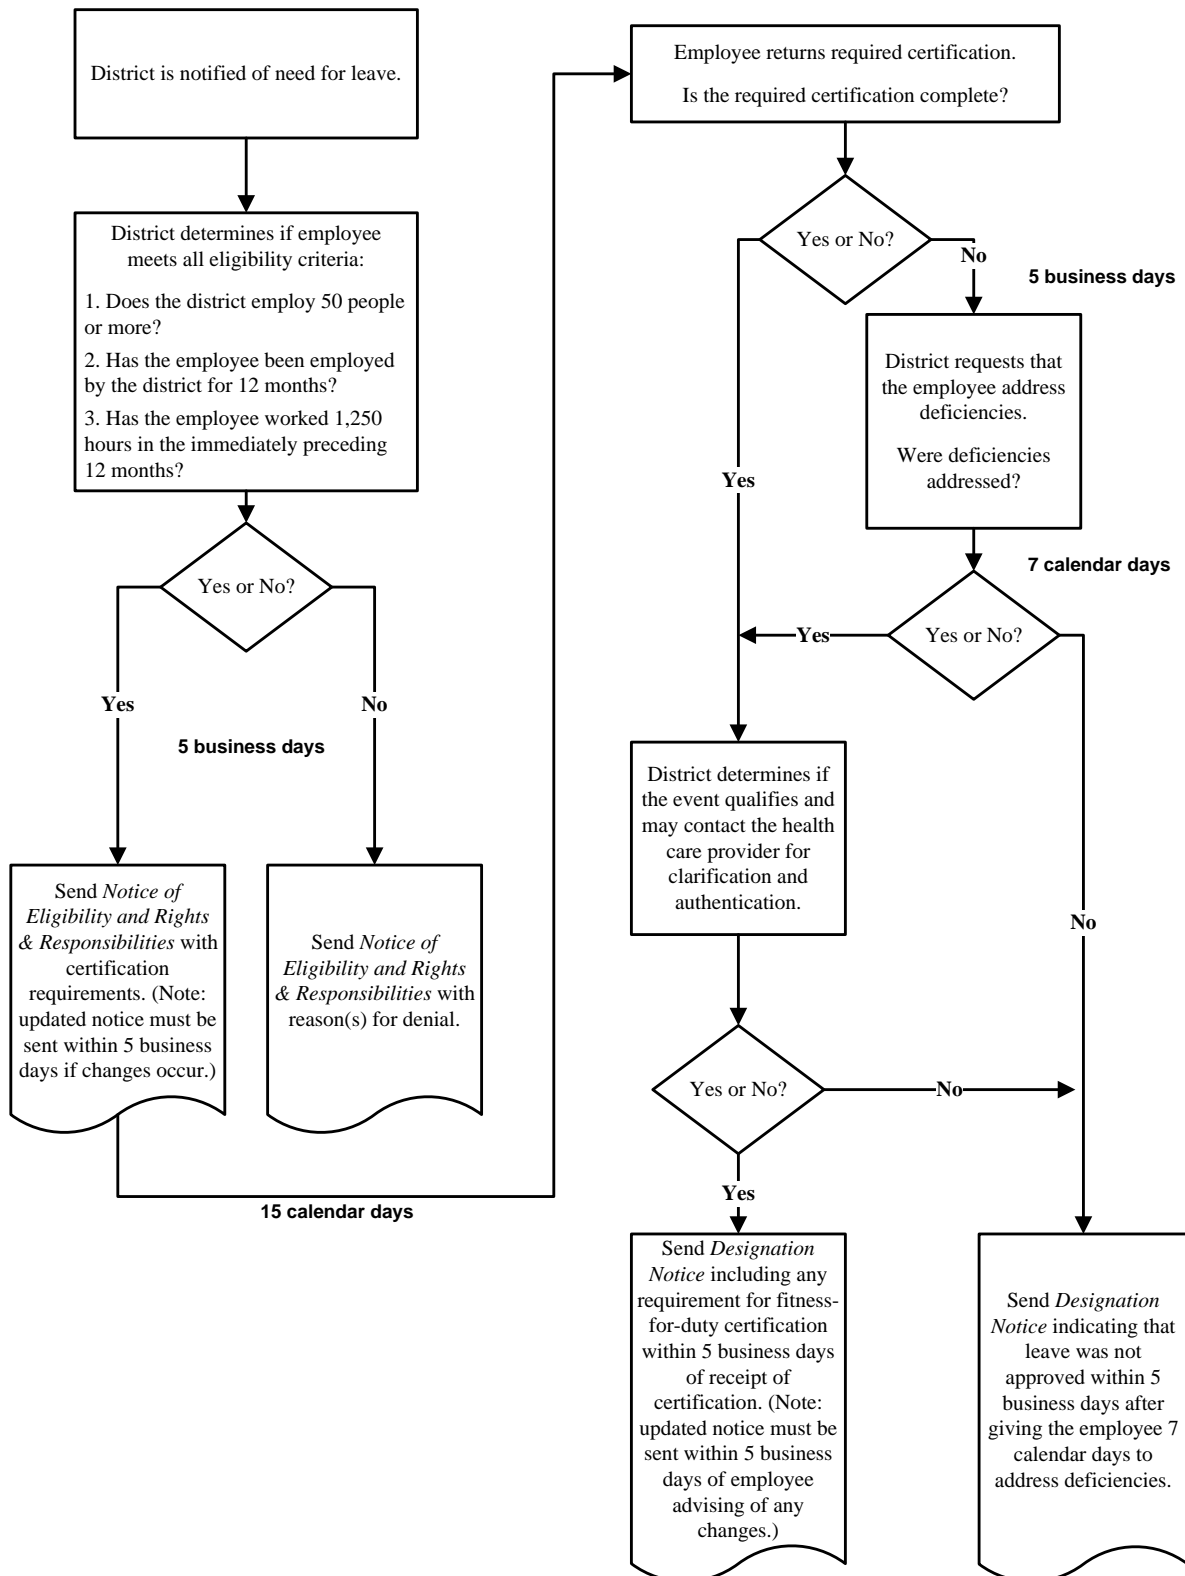 District is notified of need for leave.
District determines if employee
meets all eligibility criteria:
1. Does the district employ 50 people
or more?
2. Has the employee been employed
by the district for 12 months?
3. Has the employee worked 1,250
hours in the immediately preceding
12 months?
Yes or No?
Yes
No
5 business days
Send Notice of
Eligibility and Rights
& Responsibilities with
certification
requirements. (Note:
updated notice must be
sent within 5 business
days if changes occur.)
Send Notice of
Eligibility and Rights
& Responsibilities with
reason(s) for denial.
15 calendar days
Employee returns required certification.
Is the required certification complete?
Yes or No?
No
5 business days
District requests that
the employee address
deficiencies.
Were deficiencies
addressed?
Yes
7 calendar days
Yes or No?
Yes
District determines if
the event qualifies and
may contact the health
care provider for
clarification and
authentication.
No
Yes or No?
No
Yes
Send Designation
Notice including any
requirement for fitness-
for-duty certification
within 5 business days
of receipt of
certification. (Note:
updated notice must be
sent within 5 business
days of employee
advising of any
changes.)
Send Designation
Notice indicating that
leave was not
approved within 5
business days after
giving the employee 7
calendar days to
address deficiencies.